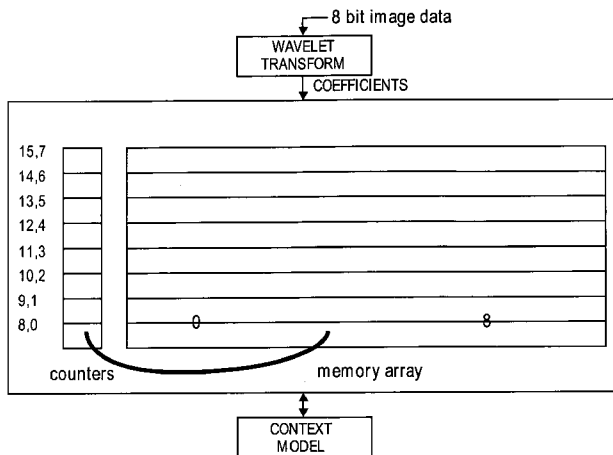 8 bit image data
WAVELET
TRANSFORM
COEFFICIENTS
15,7
14,6
13,5
12,4
11,3
10,2
9,1
8,0
0
8
counters
memory array
CONTEXT
MODEL